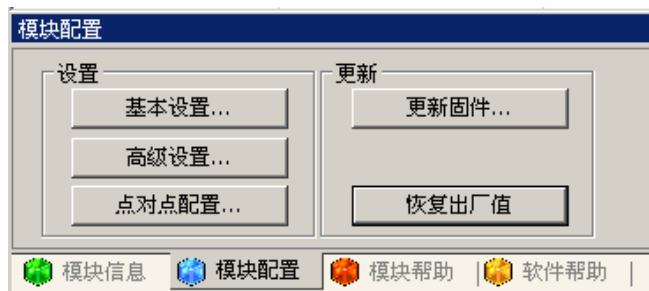 模块配置
设置
基本设置...
高级设置...
点对点配置...
更新
更新固件...
恢复出厂值
模块信息
模块配置
模块帮助
软件帮助